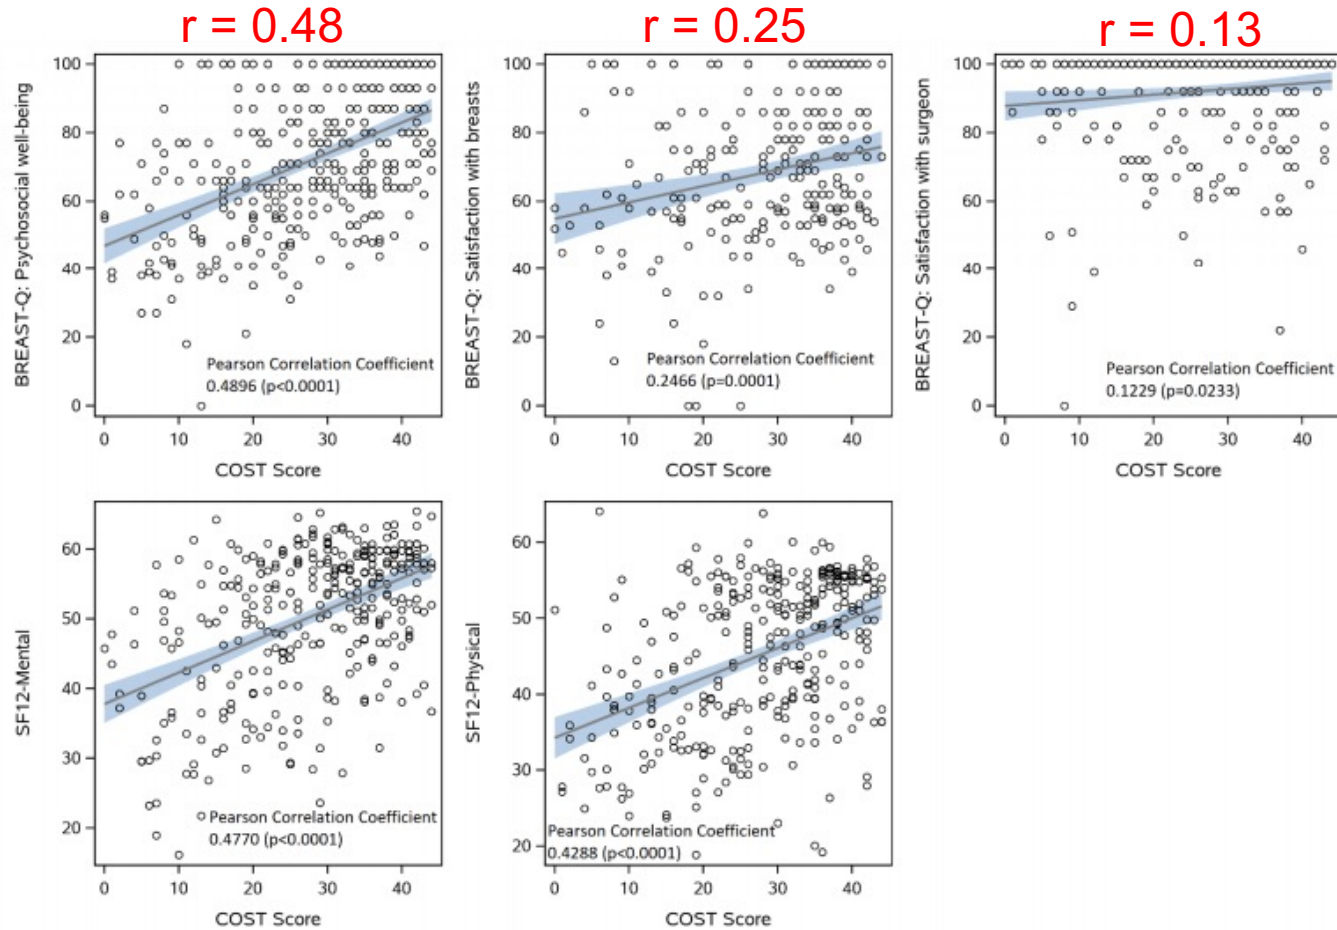 r = 0.48
r = 0.25
r = 0.13
BREAST-Q: Psychosocial well-being
100
80
60
40
20
0
Pearson Correlation Coefficient
0.4896 (p<0.0001)
0 10 20 30 40
COST Score
BREAST-Q: Satisfaction with breasts
100
80
60
40
20
0
Pearson Correlation Coefficient
0.2466 (p=0.0001)
0 10 20 30 40
COST Score
BREAST-Q: Satisfaction with surgeon
100
80
60
40
20
0
Pearson Correlation Coefficient
0.1229 (p=0.0233)
0 10 20 30 40
COST Score
SF12-Mental
60
50
40
30
20
Pearson Correlation Coefficient
0.4770 (p<0.0001)
0 10 20 30 40
COST Score
SF12-Physical
60
50
40
30
20
Pearson Correlation Coefficient
0.4288 (p<0.0001)
0 10 20 30 40
COST Score